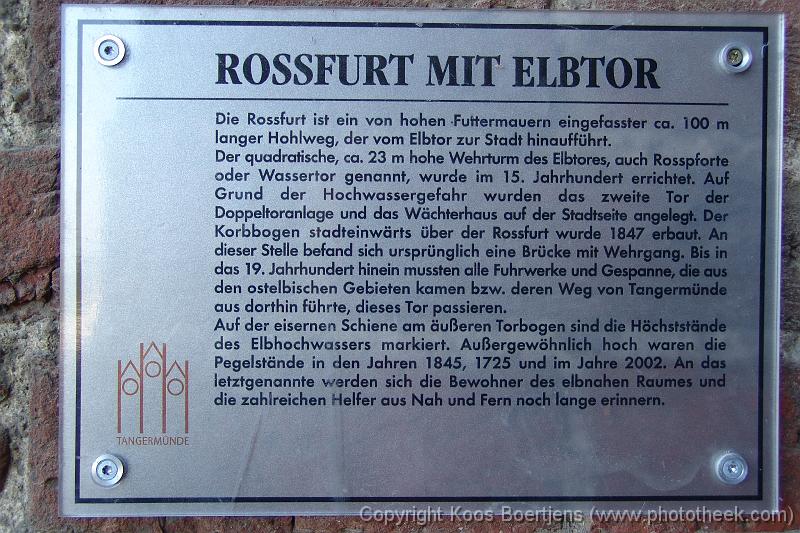 ROSSFURT MIT ELBTOR
Die Rossfurt ist ein von hohen Futtermauern eingefasster ca. 100 m
langer Hohlweg, der vom Elbtor zur Stadt hinaufführt.
Der quadratische, ca. 23 m hohe Wehrturm des Elbtores, auch Rosspforte
oder Wassertor genannt, wurde im 15. Jahrhundert errichtet. Auf
Grund der Hochwassergefahr wurden das zweite Tor der
Doppeltoranlage und das Wächterhaus auf der Stadtseite angelegt. Der
Korbbogen stadteinwärts über der Rossfurt wurde 1847 erbaut. An
dieser Stelle befand sich ursprünglich eine Brücke mit Wehrgang. Bis in
das 19. Jahrhundert hinein mussten alle Fuhrwerke und Gespanne, die aus
den ostelbischen Gebieten kamen bzw. deren Weg von Tangermünde
aus dorthin führte, dieses Tor passieren.
Auf der eisernen Schiene am äußeren Torbogen sind die Höchststände
des Elbhochwassers markiert. Außergewöhnlich hoch waren die
Pegelstände in den Jahren 1845, 1725 und im Jahre 2002. An das
letztgenannte werden sich die Bewohner des elbnahen Raumes und
die zahlreichen Helfer aus Nah und Fern noch lange erinnern.
TANGERMÜNDE
Copyright Koos Boertjens (www.phototheek.com)